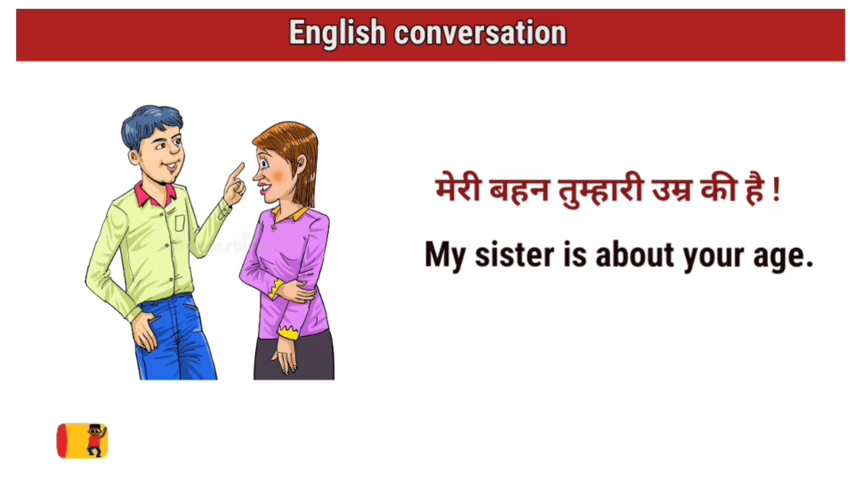 English conversation
मेरी बहन तुम्हारी उम्र की है !
My sister is about your age.